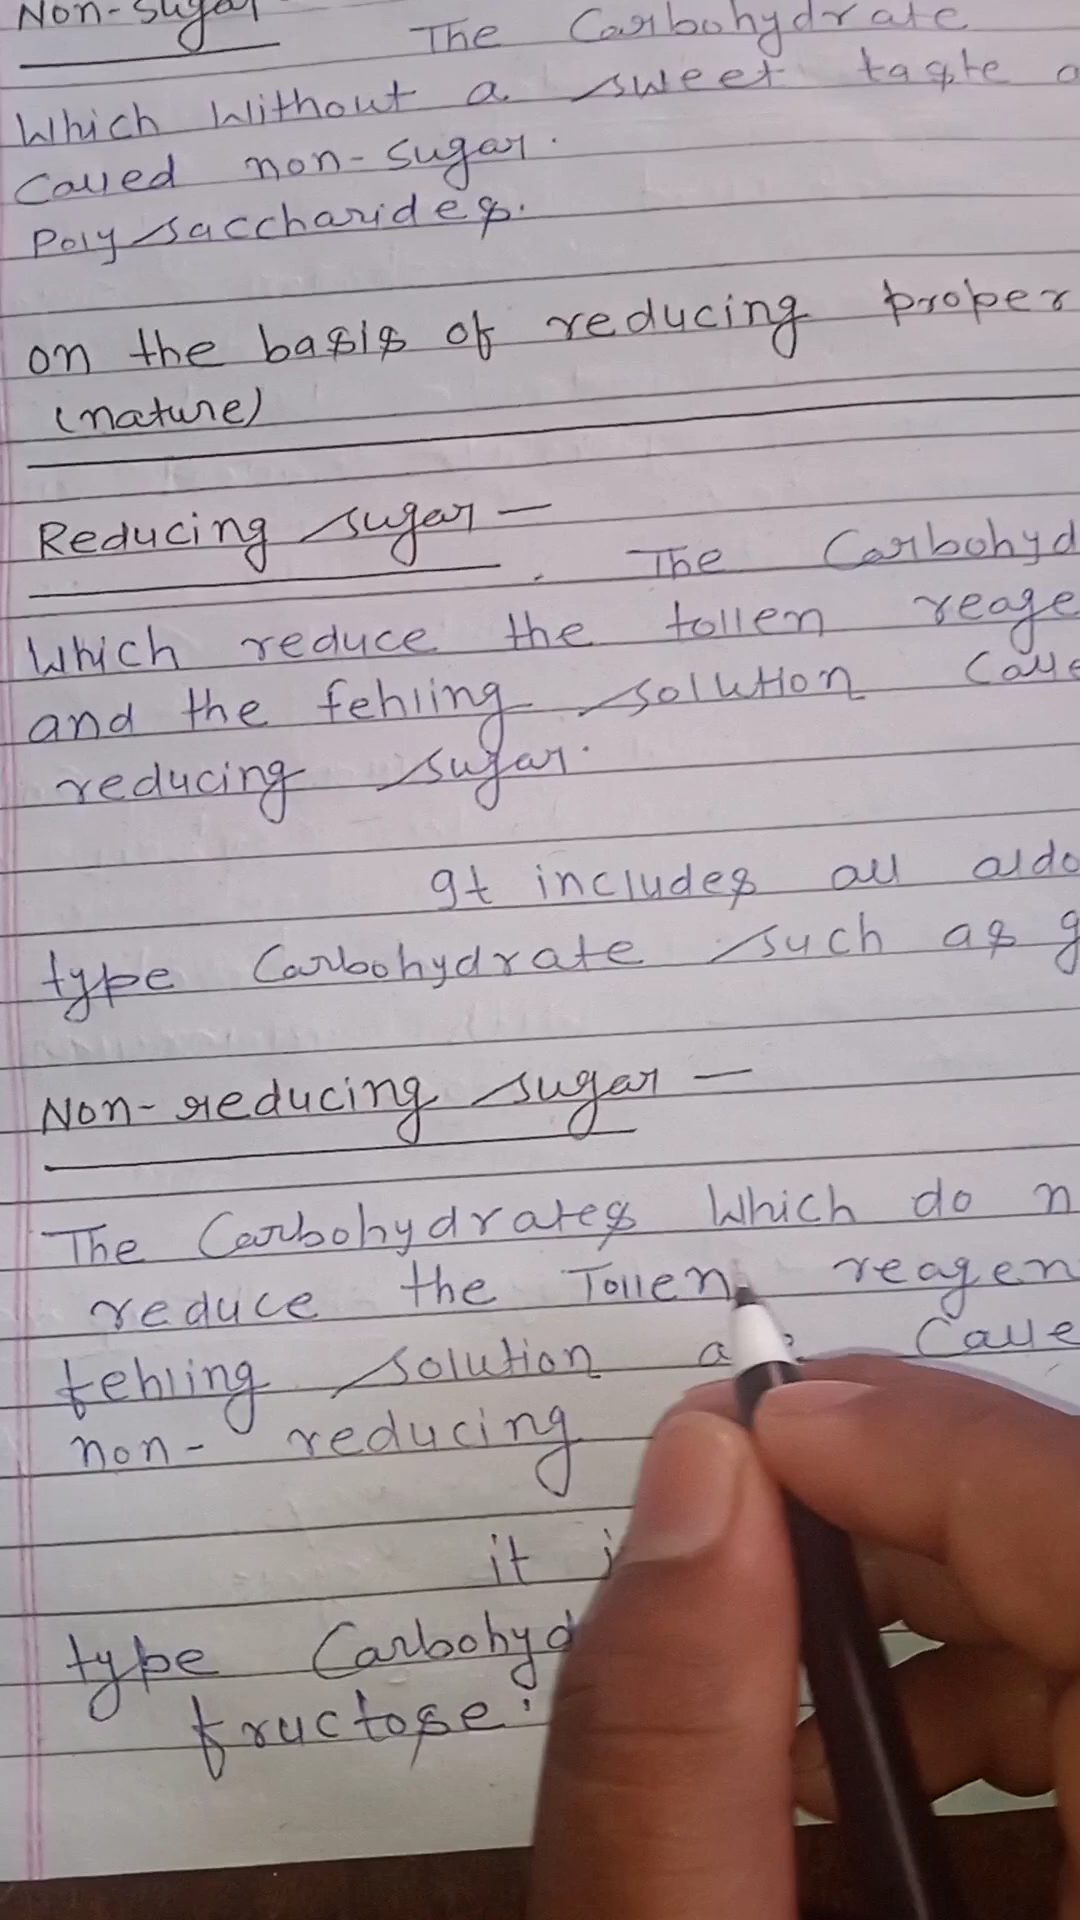 Non-sugar
The Carbohydrate
Which Without a sweet taste
Called non-sugar.
Polysaccharides.
on the basis of reducing proper
(nature)
Reducing sugar —
The Carbohyd
Which reduce the tollen reage
and the fehling solution Calle
reducing sugar.
It includes all aldo
type Carbohydrate such as g
Non-reducing sugar —
The Carbohydrates Which do n
reduce the Tollen reagen
fehling solution a Calle
non- reducing
it i
type Carbohyd
fructose.